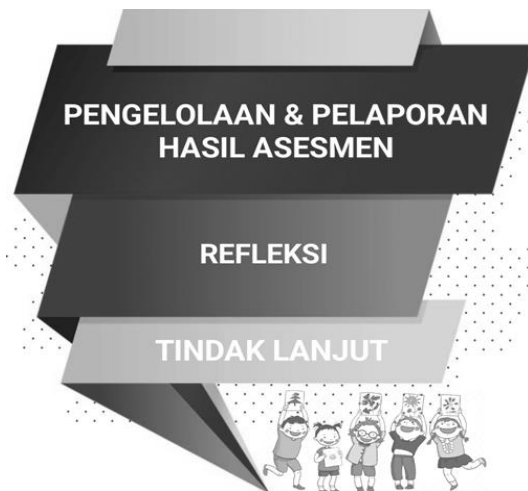 PENGELOLAAN & PELAPORAN
HASIL ASESMEN
REFLEKSI
TINDAK LANJUT